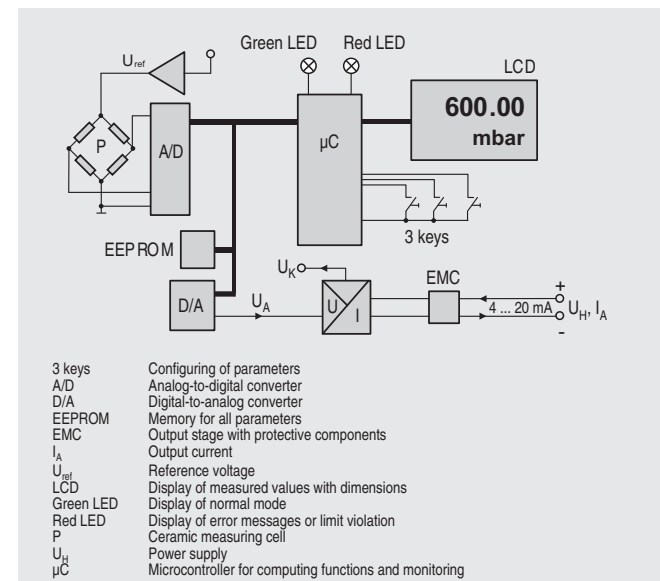 Green LED Red LED
U_ref
LCD
600.00
mbar
P
A/D
µC
3 keys
EEPROM
U_K
EMC
D/A
U_A
U
I
+
4 ... 20 mA
U_H, I_A
-
3 keys Configuring of parameters
A/D Analog-to-digital converter
D/A Digital-to-analog converter
EEPROM Memory for all parameters
EMC Output stage with protective components
I_A Output current
U_ref Reference voltage
LCD Display of measured values with dimensions
Green LED Display of normal mode
Red LED Display of error messages or limit violation
P Ceramic measuring cell
U_H Power supply
µC Microcontroller for computing functions and monitoring